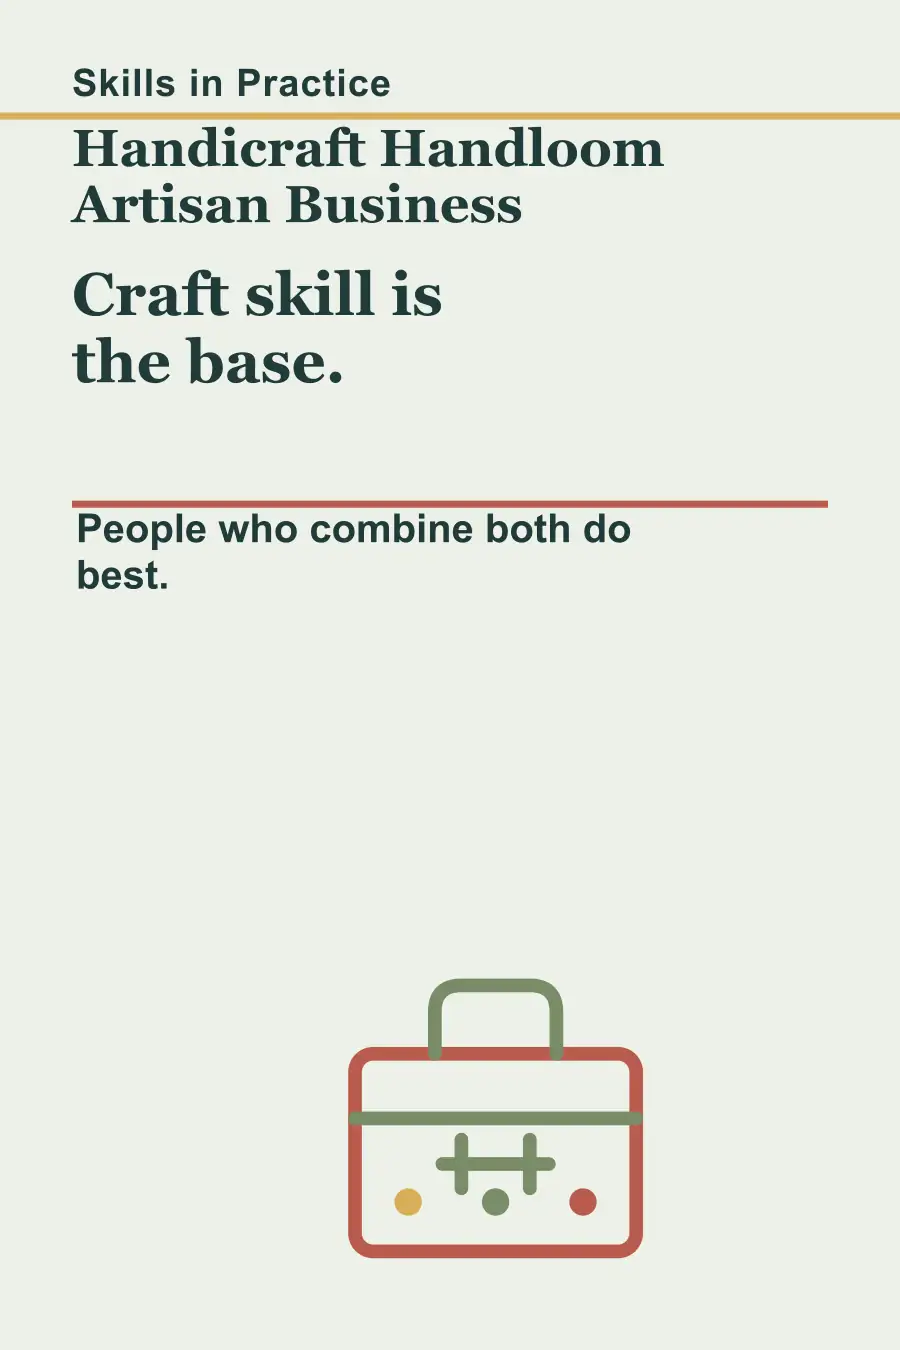 Skills in Practice
Handicraft Handloom
Artisan Business
Craft skill is
the base.
People who combine both do
best.